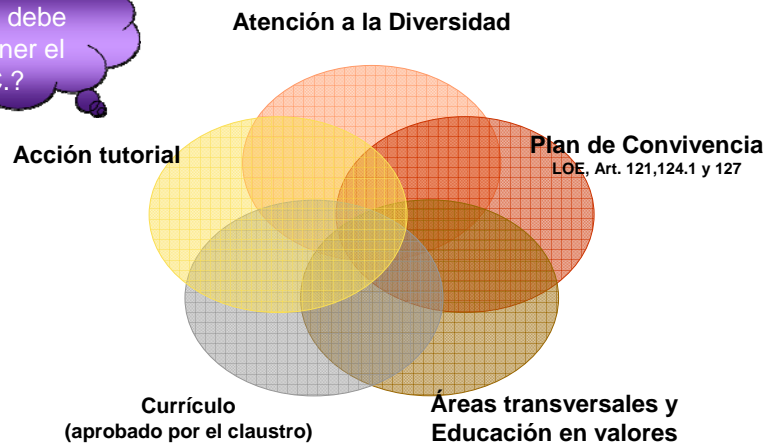 debe
ner el
.?
Atención a la Diversidad
Acción tutorial
Plan de Convivencia
LOE, Art. 121,124.1 y 127
Currículo
(aprobado por el claustro)
Áreas transversales y
Educación en valores